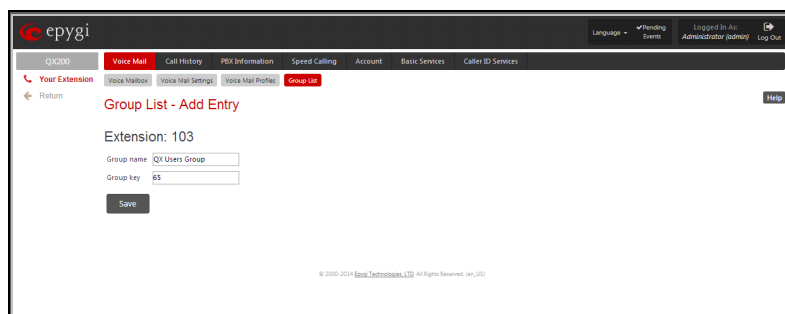 epygi
Language
✔Pending Events
Logged In As: Administrator (admin)
Log Out
QX200
Voice Mail Call History PBX Information Speed Calling Account Basic Services Caller ID Services
Your Extension
Voice Mailbox Voice Mail Settings Voice Mail Profiles Group List
Return
Help
Group List - Add Entry
Extension: 103
Group name QX Users Group
Group key 65
Save
© 2000-2014 Epygi Technologies, LTD. All Rights Reserved. (en_US)